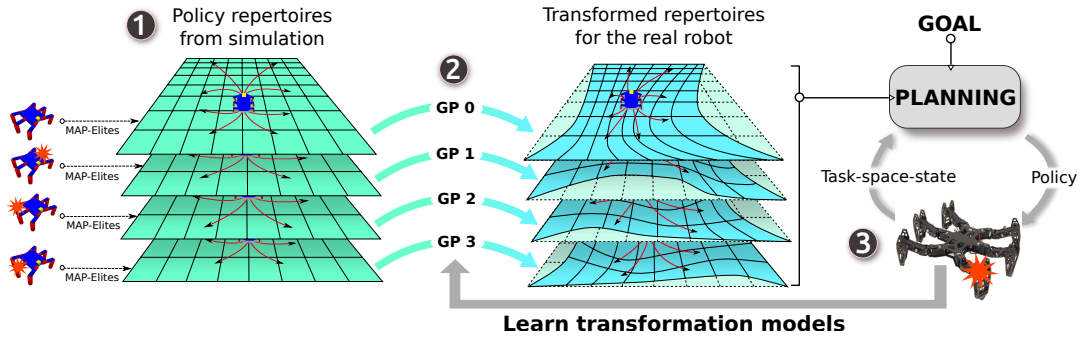 1
Policy repertoires
from simulation
MAP-Elites
MAP-Elites
MAP-Elites
MAP-Elites
2
GP 0
GP 1
GP 2
GP 3
Transformed repertoires
for the real robot
GOAL
PLANNING
Task-space-state
Policy
3
Learn transformation models